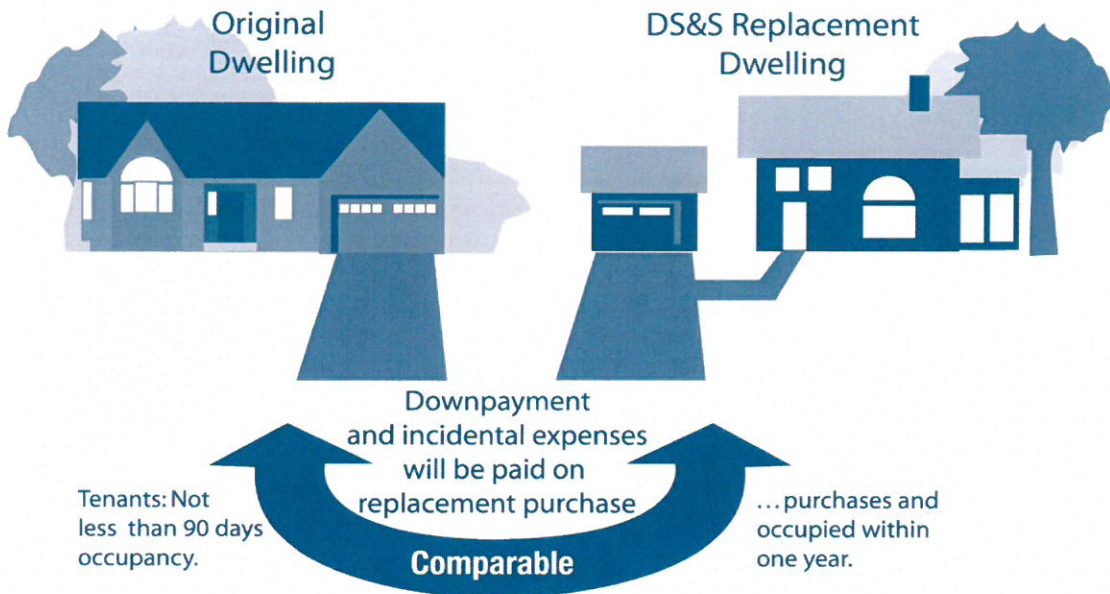 Original
Dwelling
DS&S Replacement
Dwelling
Downpayment
and incidental expenses
will be paid on
replacement purchase
Tenants: Not
less than 90 days
occupancy.
...purchases and
occupied within
one year.
Comparable